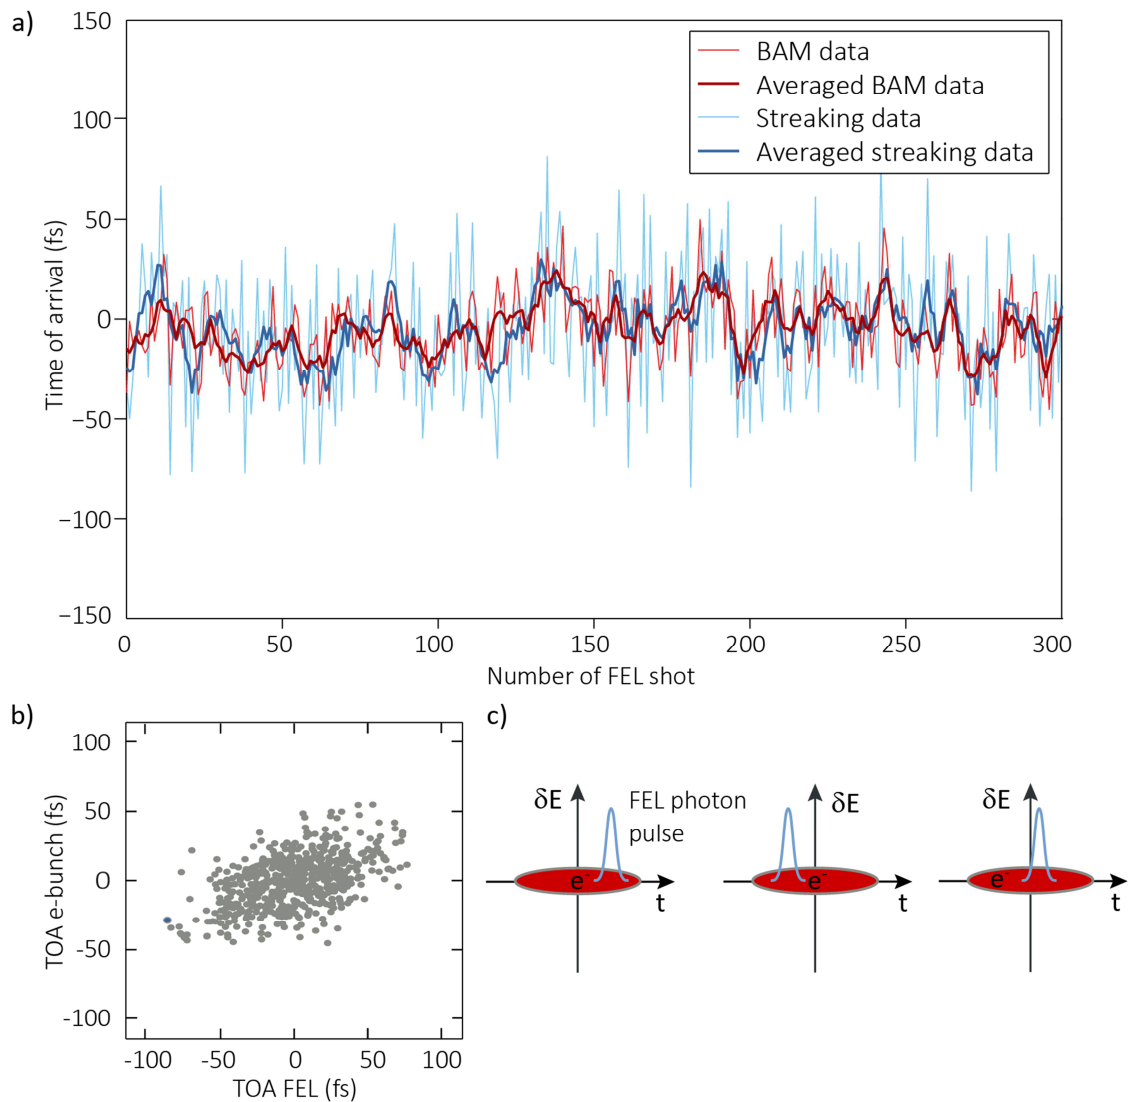 a)
150
100
50
0
−50
−100
−150
Time of arrival (fs)
BAM data
Averaged BAM data
Streaking data
Averaged streaking data
0
50
100
150
200
250
300
Number of FEL shot
b)
100
50
0
-50
-100
TOA e-bunch (fs)
-100
-50
0
50
100
TOA FEL (fs)
c)
δE
FEL photon
pulse
e-
t
δE
e-
t
δE
e-
t